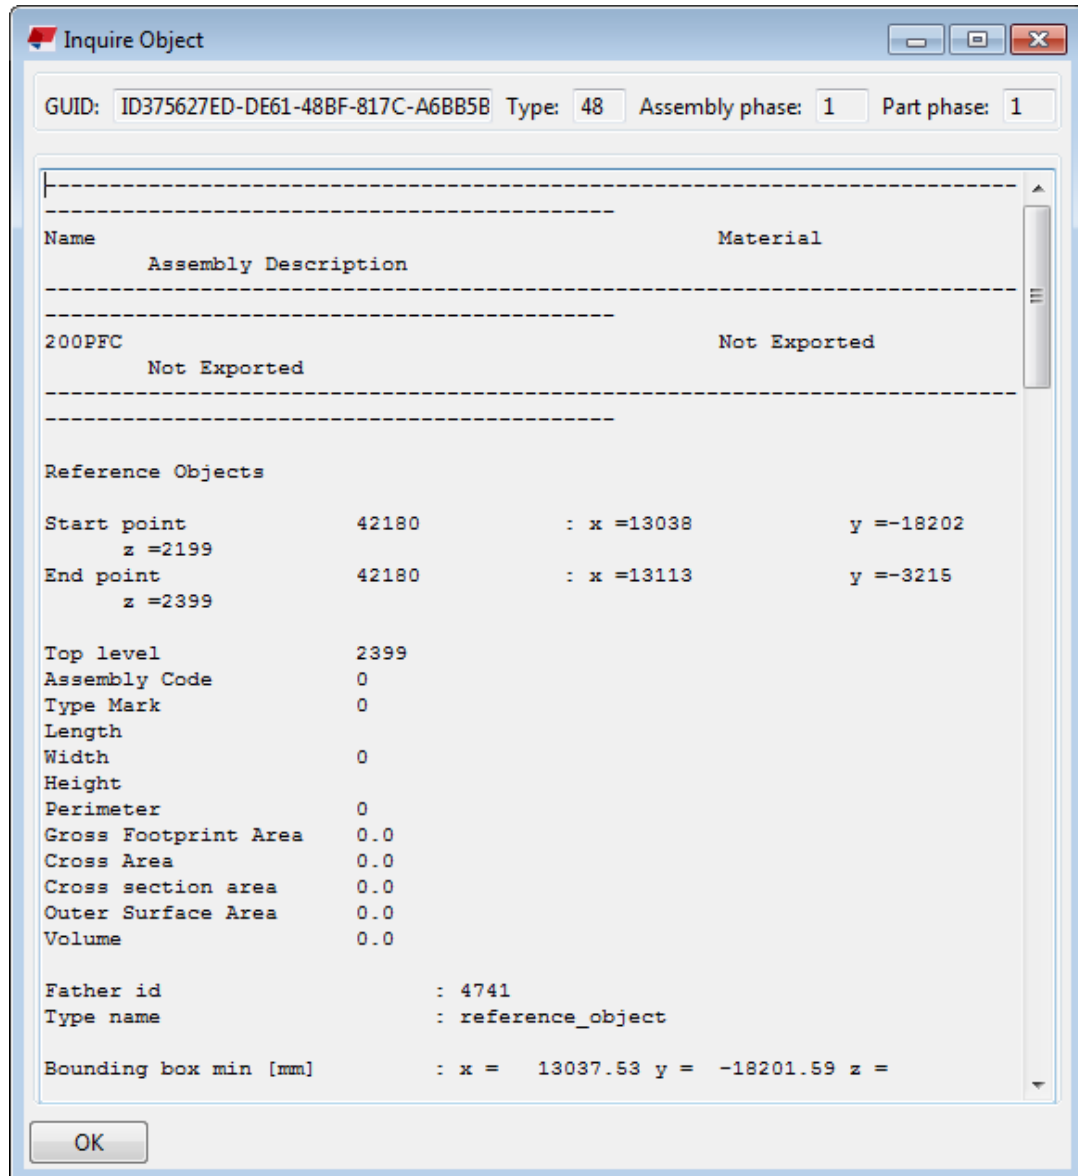 Inquire Object
GUID: ID375627ED-DE61-48BF-817C-A6BB5B Type: 48 Assembly phase: 1 Part phase: 1
---------------------------------------------------------------------------
--------------------------------------------
Name Material
Assembly Description
---------------------------------------------------------------------------
--------------------------------------------
200PFC Not Exported
Not Exported
---------------------------------------------------------------------------
--------------------------------------------
Reference Objects
Start point 42180 : x =13038 y =-18202
z =2199
End point 42180 : x =13113 y =-3215
z =2399
Top level 2399
Assembly Code 0
Type Mark 0
Length
Width 0
Height
Perimeter 0
Gross Footprint Area 0.0
Cross Area 0.0
Cross section area 0.0
Outer Surface Area 0.0
Volume 0.0
Father id : 4741
Type name : reference_object
Bounding box min [mm] : x = 13037.53 y = -18201.59 z =
OK